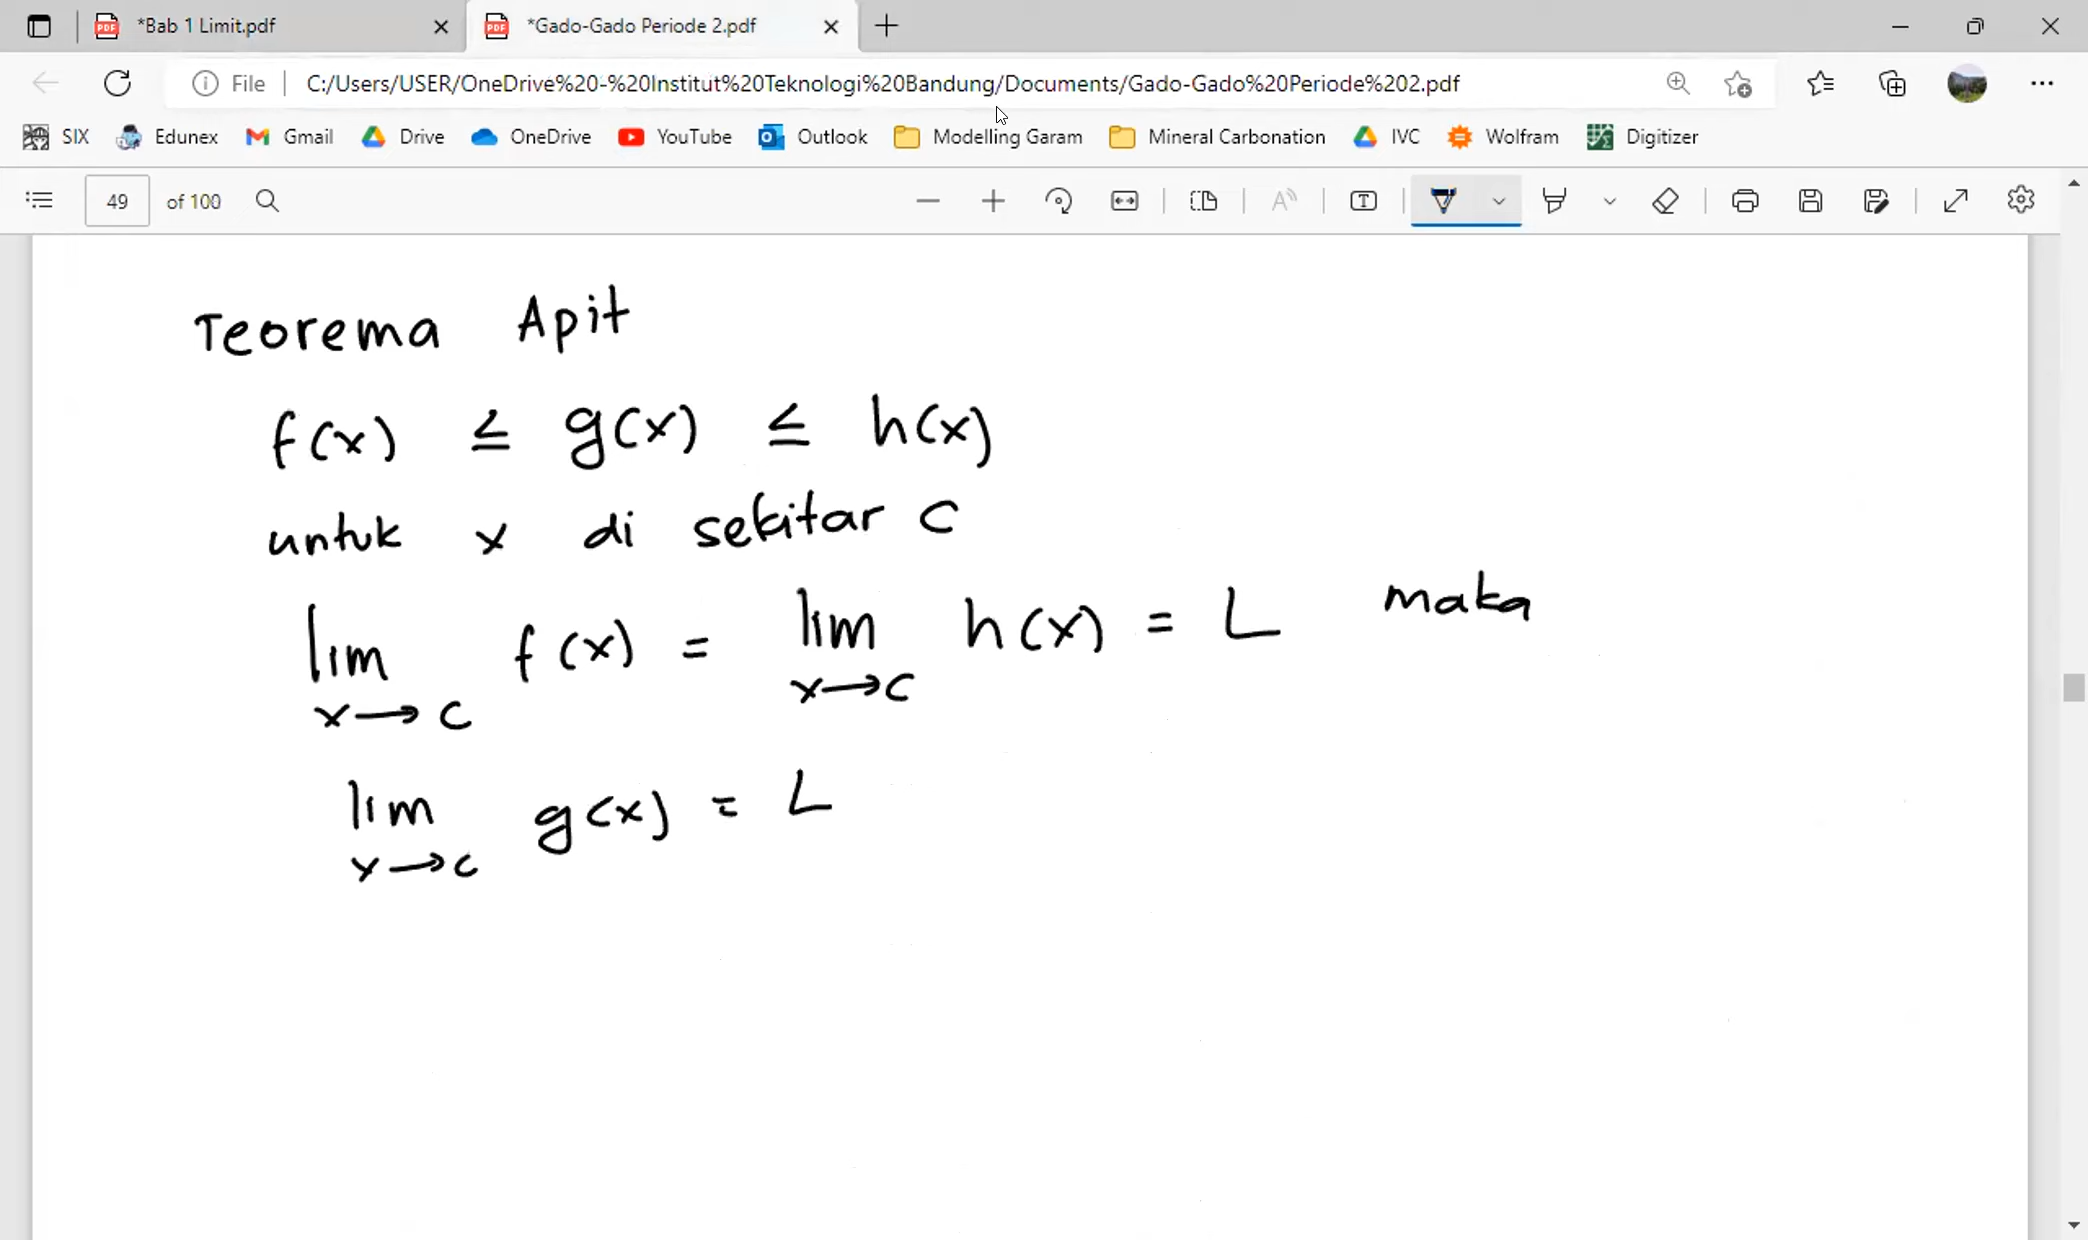 *Bab 1 Limit.pdf
*Gado-Gado Periode 2.pdf
File
C:/Users/USER/OneDrive%20-%20Institut%20Teknologi%20Bandung/Documents/Gado-Gado%20Periode%202.pdf
SIX Edunex Gmail Drive OneDrive YouTube Outlook Modelling Garam Mineral Carbonation IVC Wolfram Digitizer
49 of 100
Teorema Apit
f(x) ≤ g(x) ≤ h(x)
untuk x di sekitar c
lim f(x) = lim h(x) = L maka
x→c x→c
lim g(x) = L
x→c